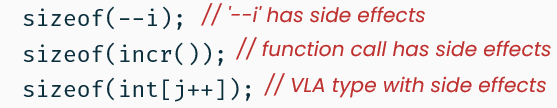 sizeof(--i); // '--i' has side effects
sizeof(incr()); // function call has side effects
sizeof(int[j++]); // VLA type with side effects